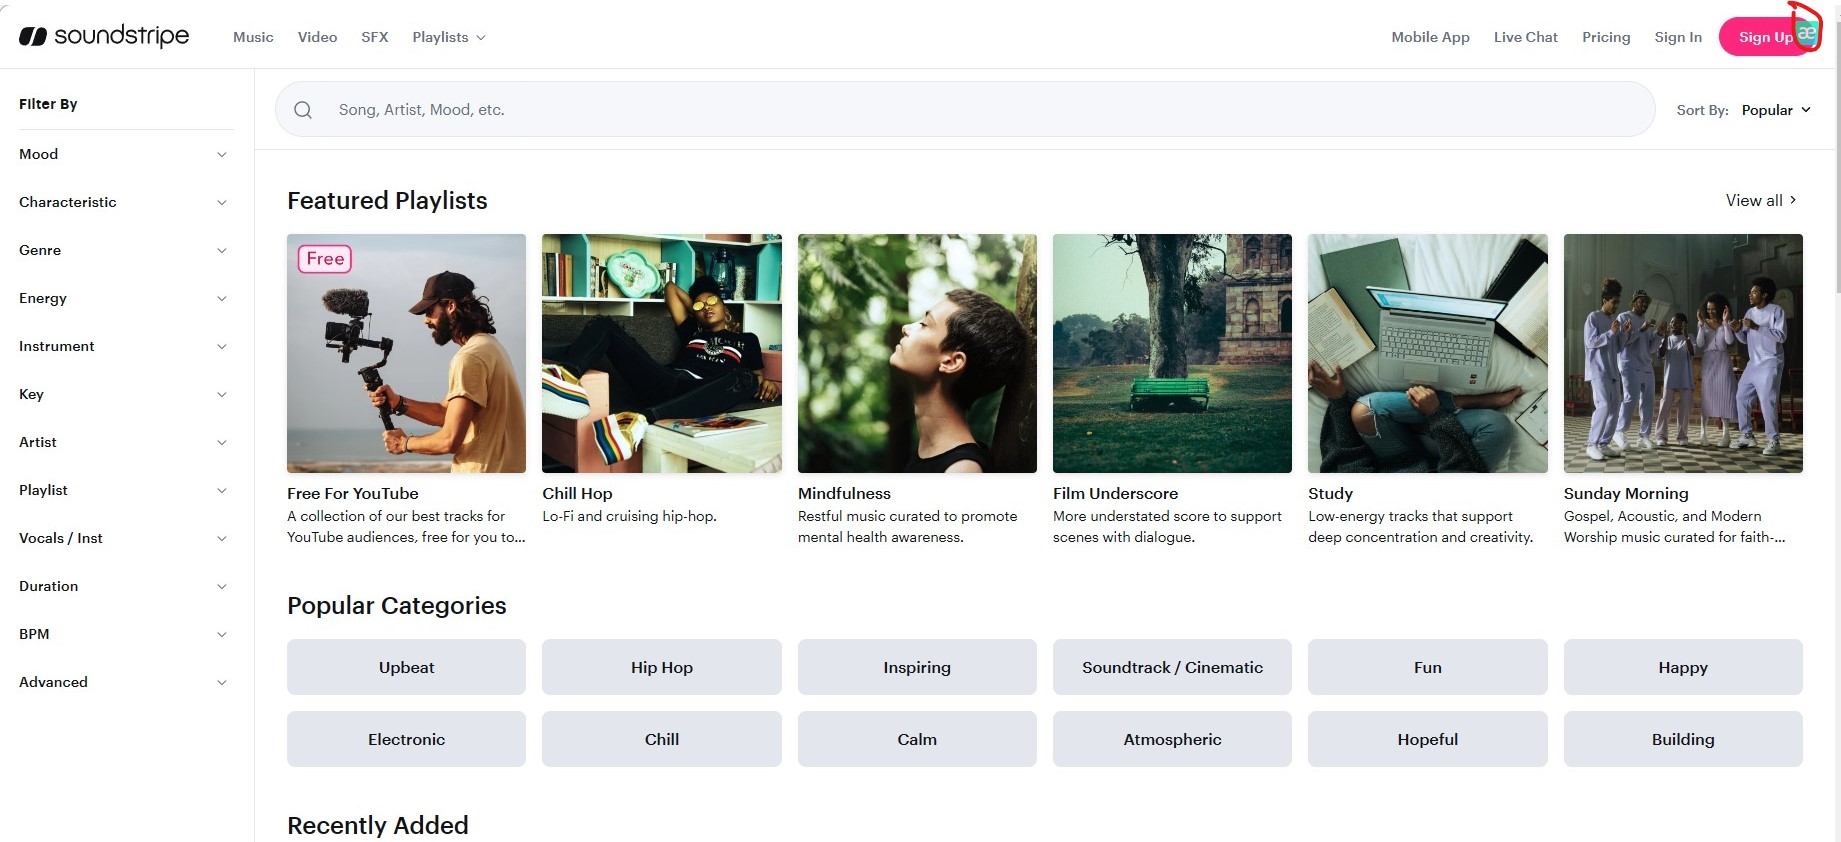 soundstripe
Music Video SFX Playlists
Mobile App Live Chat Pricing Sign In Sign Up æ
Filter By
Song, Artist, Mood, etc.
Sort By: Popular
Mood
Characteristic
Genre
Energy
Instrument
Key
Artist
Playlist
Vocals / Inst
Duration
BPM
Advanced
Featured Playlists
View all
Free
Free For YouTube
A collection of our best tracks for
YouTube audiences, free for you to...
Chill Hop
Lo-Fi and cruising hip-hop.
Mindfulness
Restful music curated to promote
mental health awareness.
Film Underscore
More understated score to support
scenes with dialogue.
Study
Low-energy tracks that support
deep concentration and creativity.
Sunday Morning
Gospel, Acoustic, and Modern
Worship music curated for faith-...
Popular Categories
Upbeat
Hip Hop
Inspiring
Soundtrack / Cinematic
Fun
Happy
Electronic
Chill
Calm
Atmospheric
Hopeful
Building
Recently Added